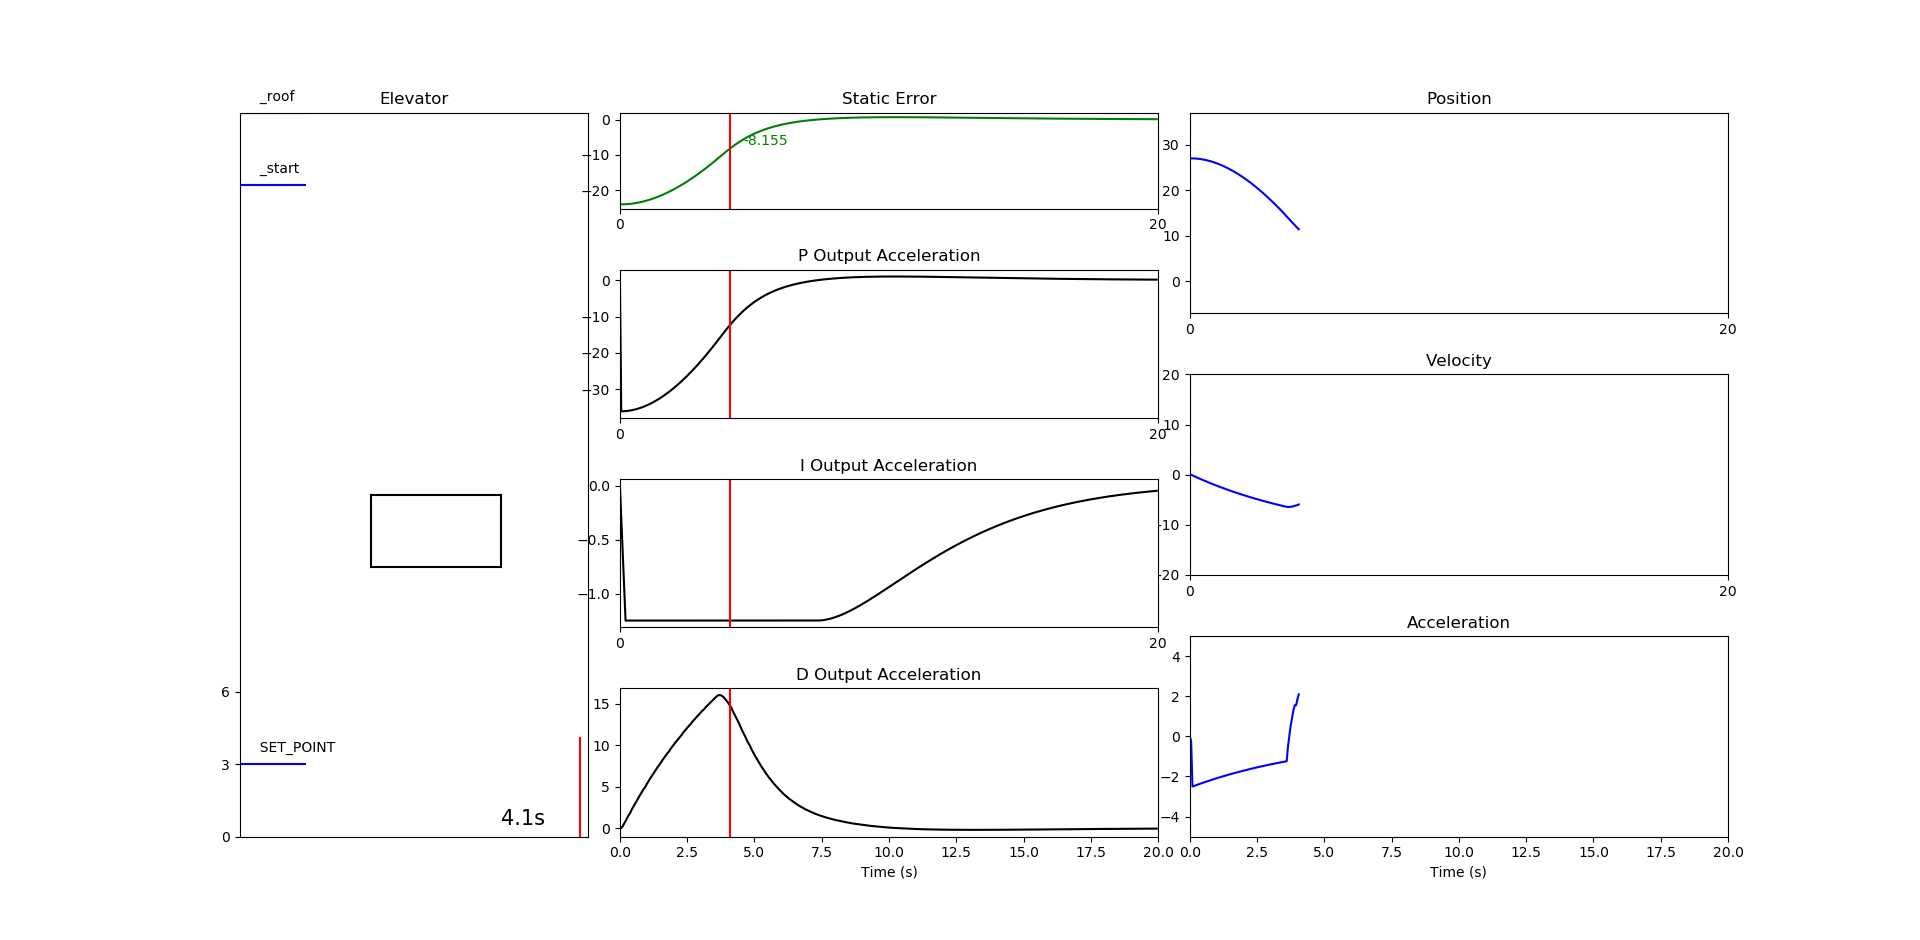 _roof
Elevator
_start
6
SET_POINT
3
4.1s
0
Static Error
0
-8.155
−10
−20
0
20
P Output Acceleration
0
−10
−20
−30
0
20
I Output Acceleration
0.0
−0.5
−1.0
0
20
D Output Acceleration
15
10
5
0
0.0 2.5 5.0 7.5 10.0 12.5 15.0 17.5 20.0
Time (s)
Position
30
20
10
0
0
20
Velocity
20
10
0
−10
−20
0
20
Acceleration
4
2
0
−2
−4
0.0 2.5 5.0 7.5 10.0 12.5 15.0 17.5 20.0
Time (s)